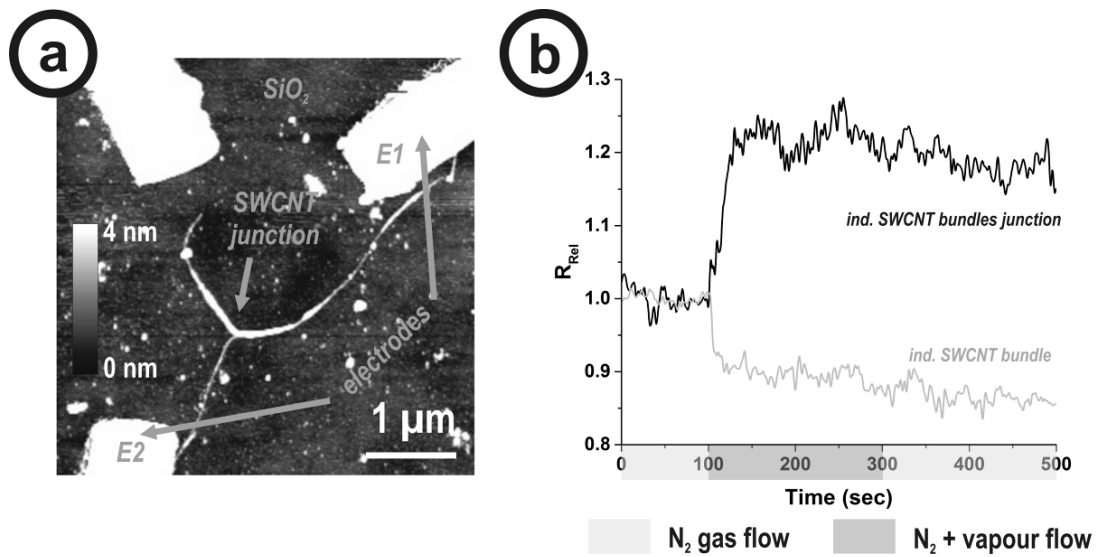 a
SiO₂
E1
SWCNT
junction
4 nm
0 nm
electrodes
1 µm
E2
b
1.3
1.2
1.1
1.0
0.9
0.8
R_Rel
ind. SWCNT bundles junction
ind. SWCNT bundle
0 100 200 300 400 500
Time (sec)
N₂ gas flow
N₂ + vapour flow